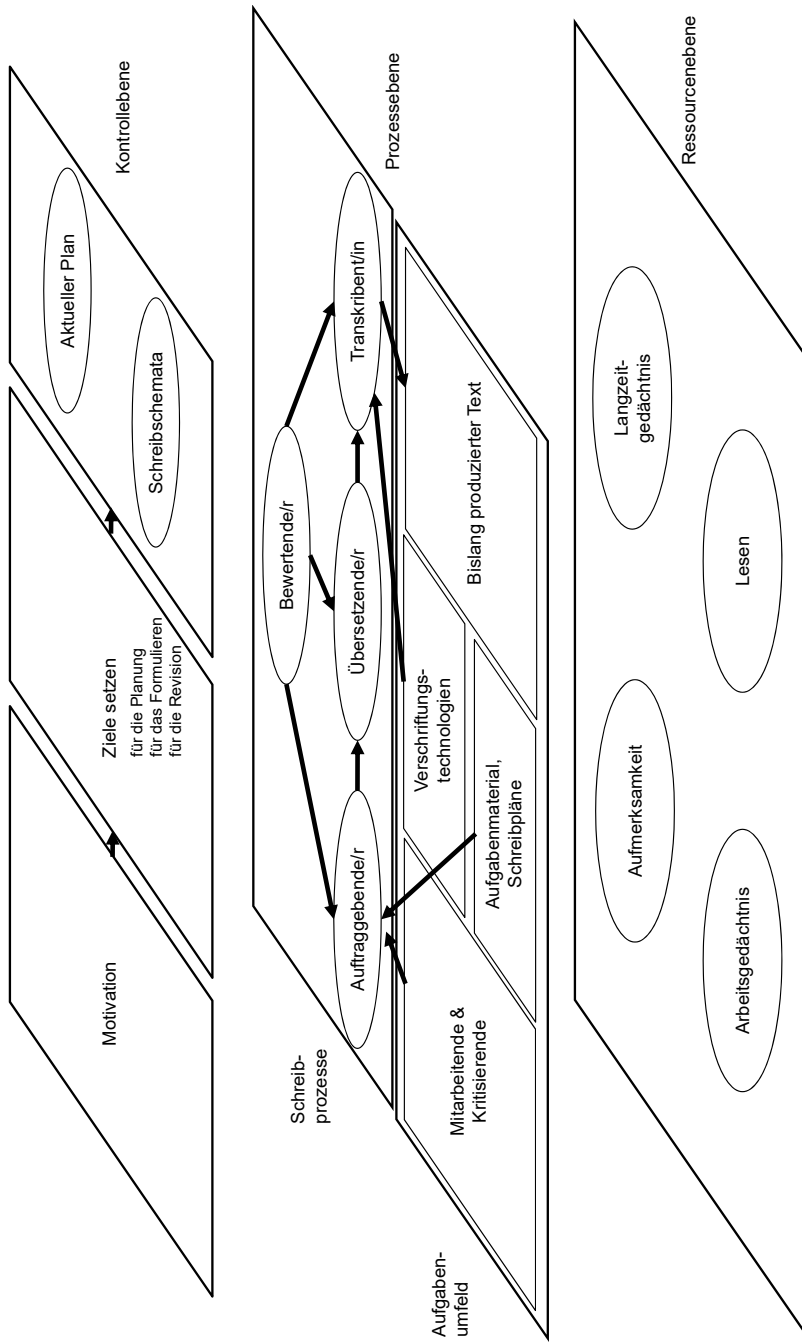 Kontrollebene
Motivation
Ziele setzen
für die Planung
für das Formulieren
für die Revision
Aktueller Plan
Schreibschemata
Prozessebene
Schreib-
prozesse
Bewertende/r
Auftraggebende/r
Übersetzende/r
Transkribent/in
Aufgaben-
umfeld
Mitarbeitende &
Kritisierende
Verschriftungs-
technologien
Aufgabenmaterial,
Schreibpläne
Bislang produzierter Text
Ressourcenebene
Aufmerksamkeit
Langzeit-
gedächtnis
Arbeitsgedächtnis
Lesen